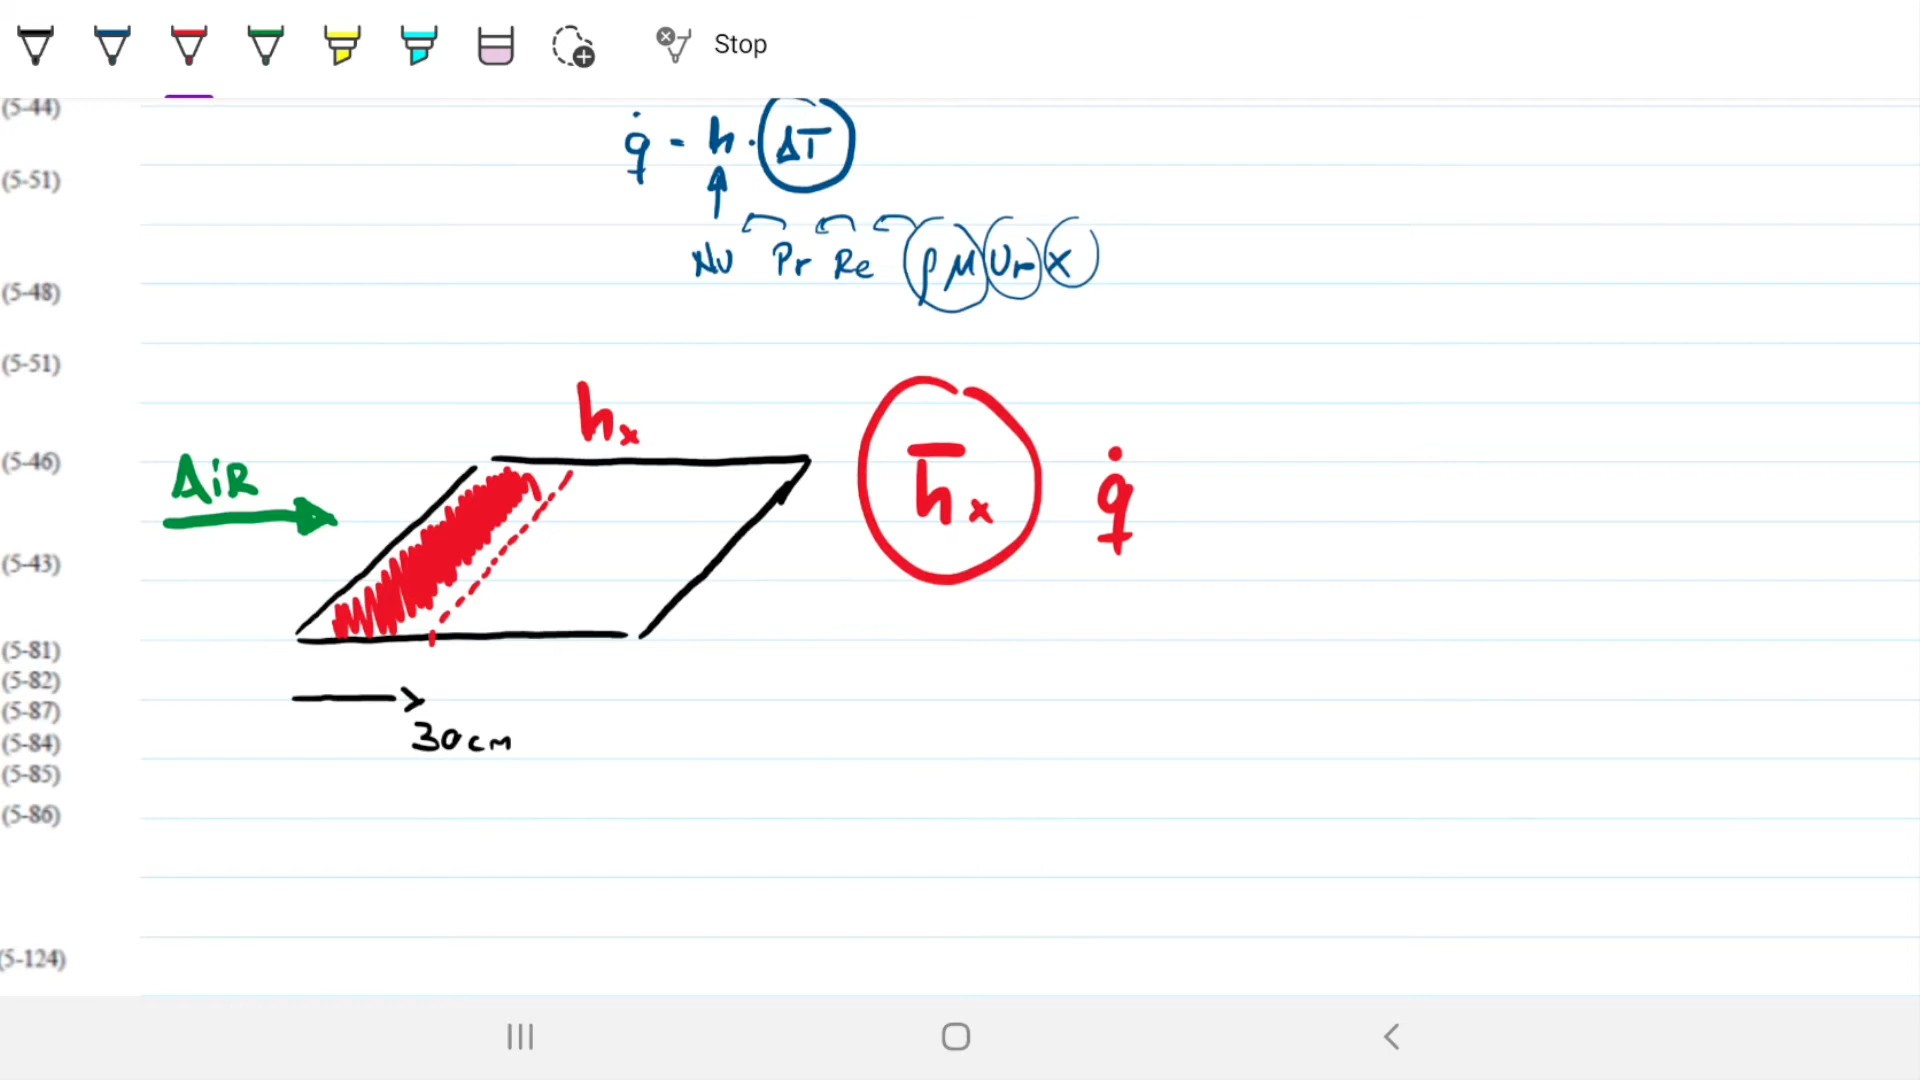 Stop
(5-44)
q̇ = h · ΔT
(5-51)
Nu Pr Re ρ μ Ur x
(5-48)
(5-51)
hx
(5-46)
AiR
h̄x q̇
(5-43)
(5-81)
(5-82)
(5-87)
30cm
(5-84)
(5-85)
(5-86)
(5-124)